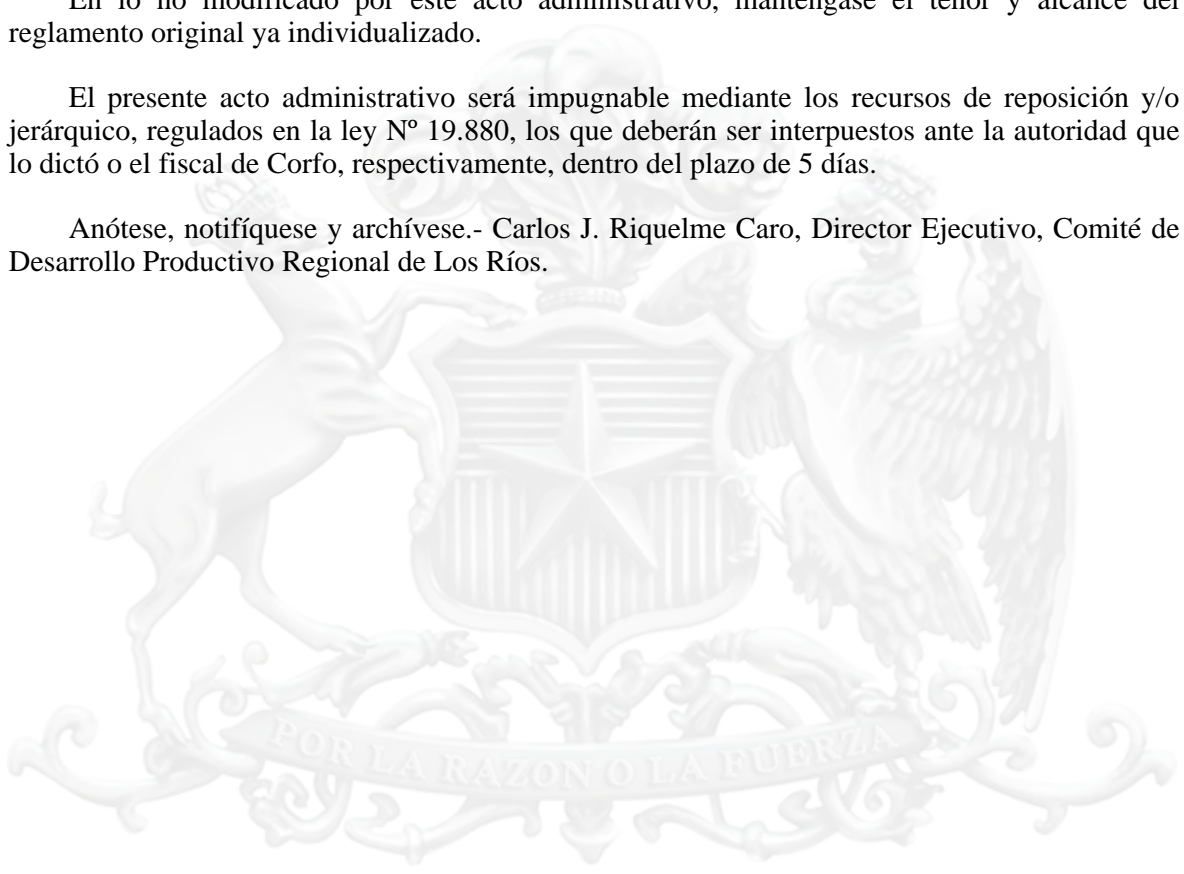 En lo no modificado por este acto administrativo, manténgase el tenor y alcance del
reglamento original ya individualizado.
El presente acto administrativo será impugnable mediante los recursos de reposición y/o
jerárquico, regulados en la ley Nº 19.880, los que deberán ser interpuestos ante la autoridad que
lo dictó o el fiscal de Corfo, respectivamente, dentro del plazo de 5 días.
Anótese, notifíquese y archívese.- Carlos J. Riquelme Caro, Director Ejecutivo, Comité de
Desarrollo Productivo Regional de Los Ríos.
POR LA RAZON O LA FUERZA